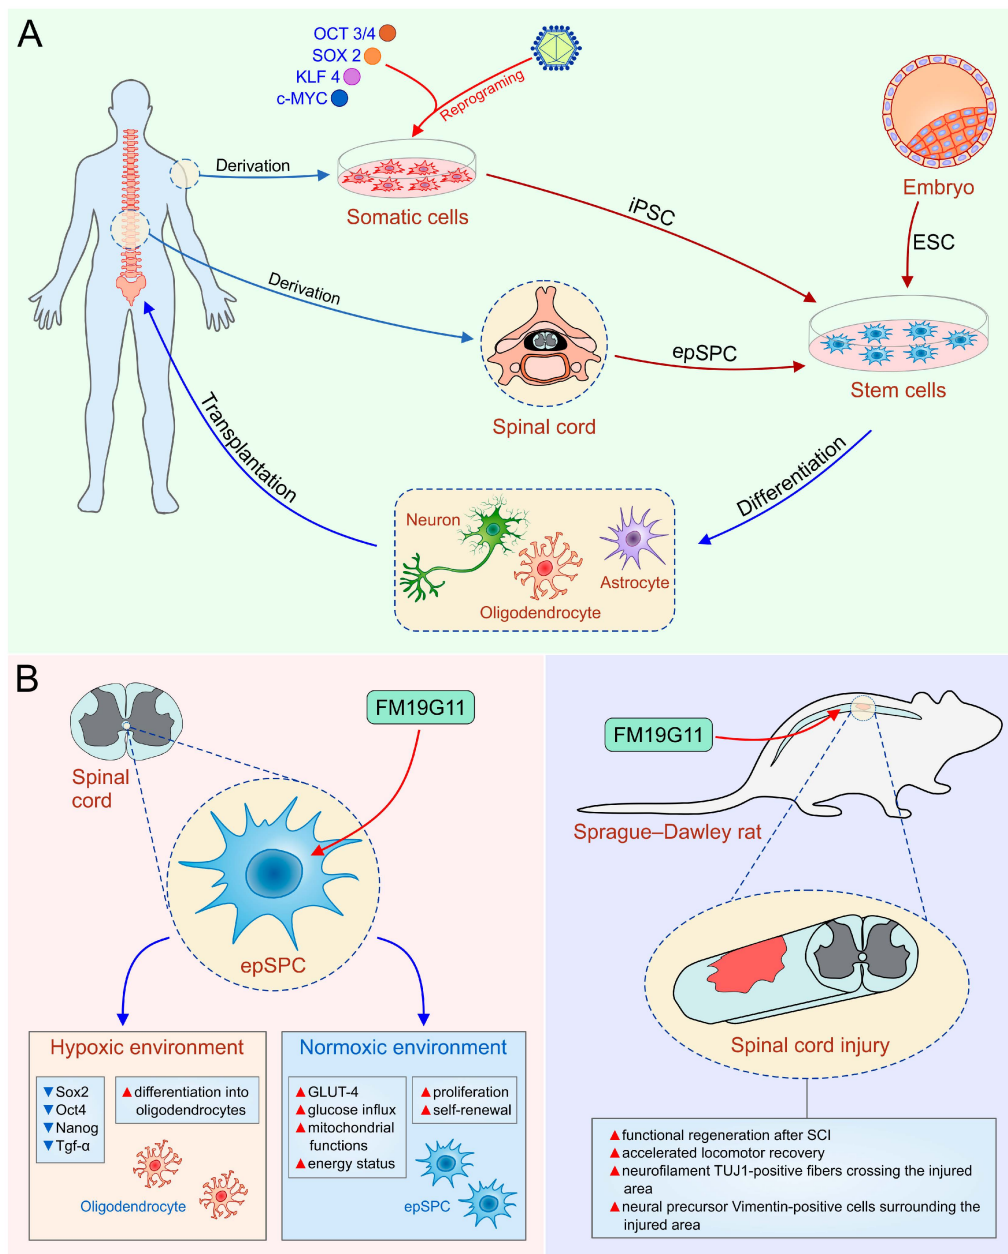 A
OCT 3/4
SOX 2
KLF 4
c-MYC
Reprograming
Derivation
Somatic cells
Embryo
iPSC
ESC
Derivation
Spinal cord
epSPC
Stem cells
Transplantation
Differentiation
Neuron
Oligodendrocyte
Astrocyte
B
Spinal
cord
FM19G11
epSPC
Hypoxic environment
▼Sox2
▼Oct4
▼Nanog
▼Tgf-α
▲differentiation into
oligodendrocytes
Oligodendrocyte
Normoxic environment
▲GLUT-4
▲glucose influx
▲mitochondrial
functions
▲energy status
▲proliferation
▲self-renewal
epSPC
FM19G11
Sprague–Dawley rat
Spinal cord injury
▲functional regeneration after SCI
▲accelerated locomotor recovery
▲neurofilament TUJ1-positive fibers crossing the injured
area
▲neural precursor Vimentin-positive cells surrounding the
injured area